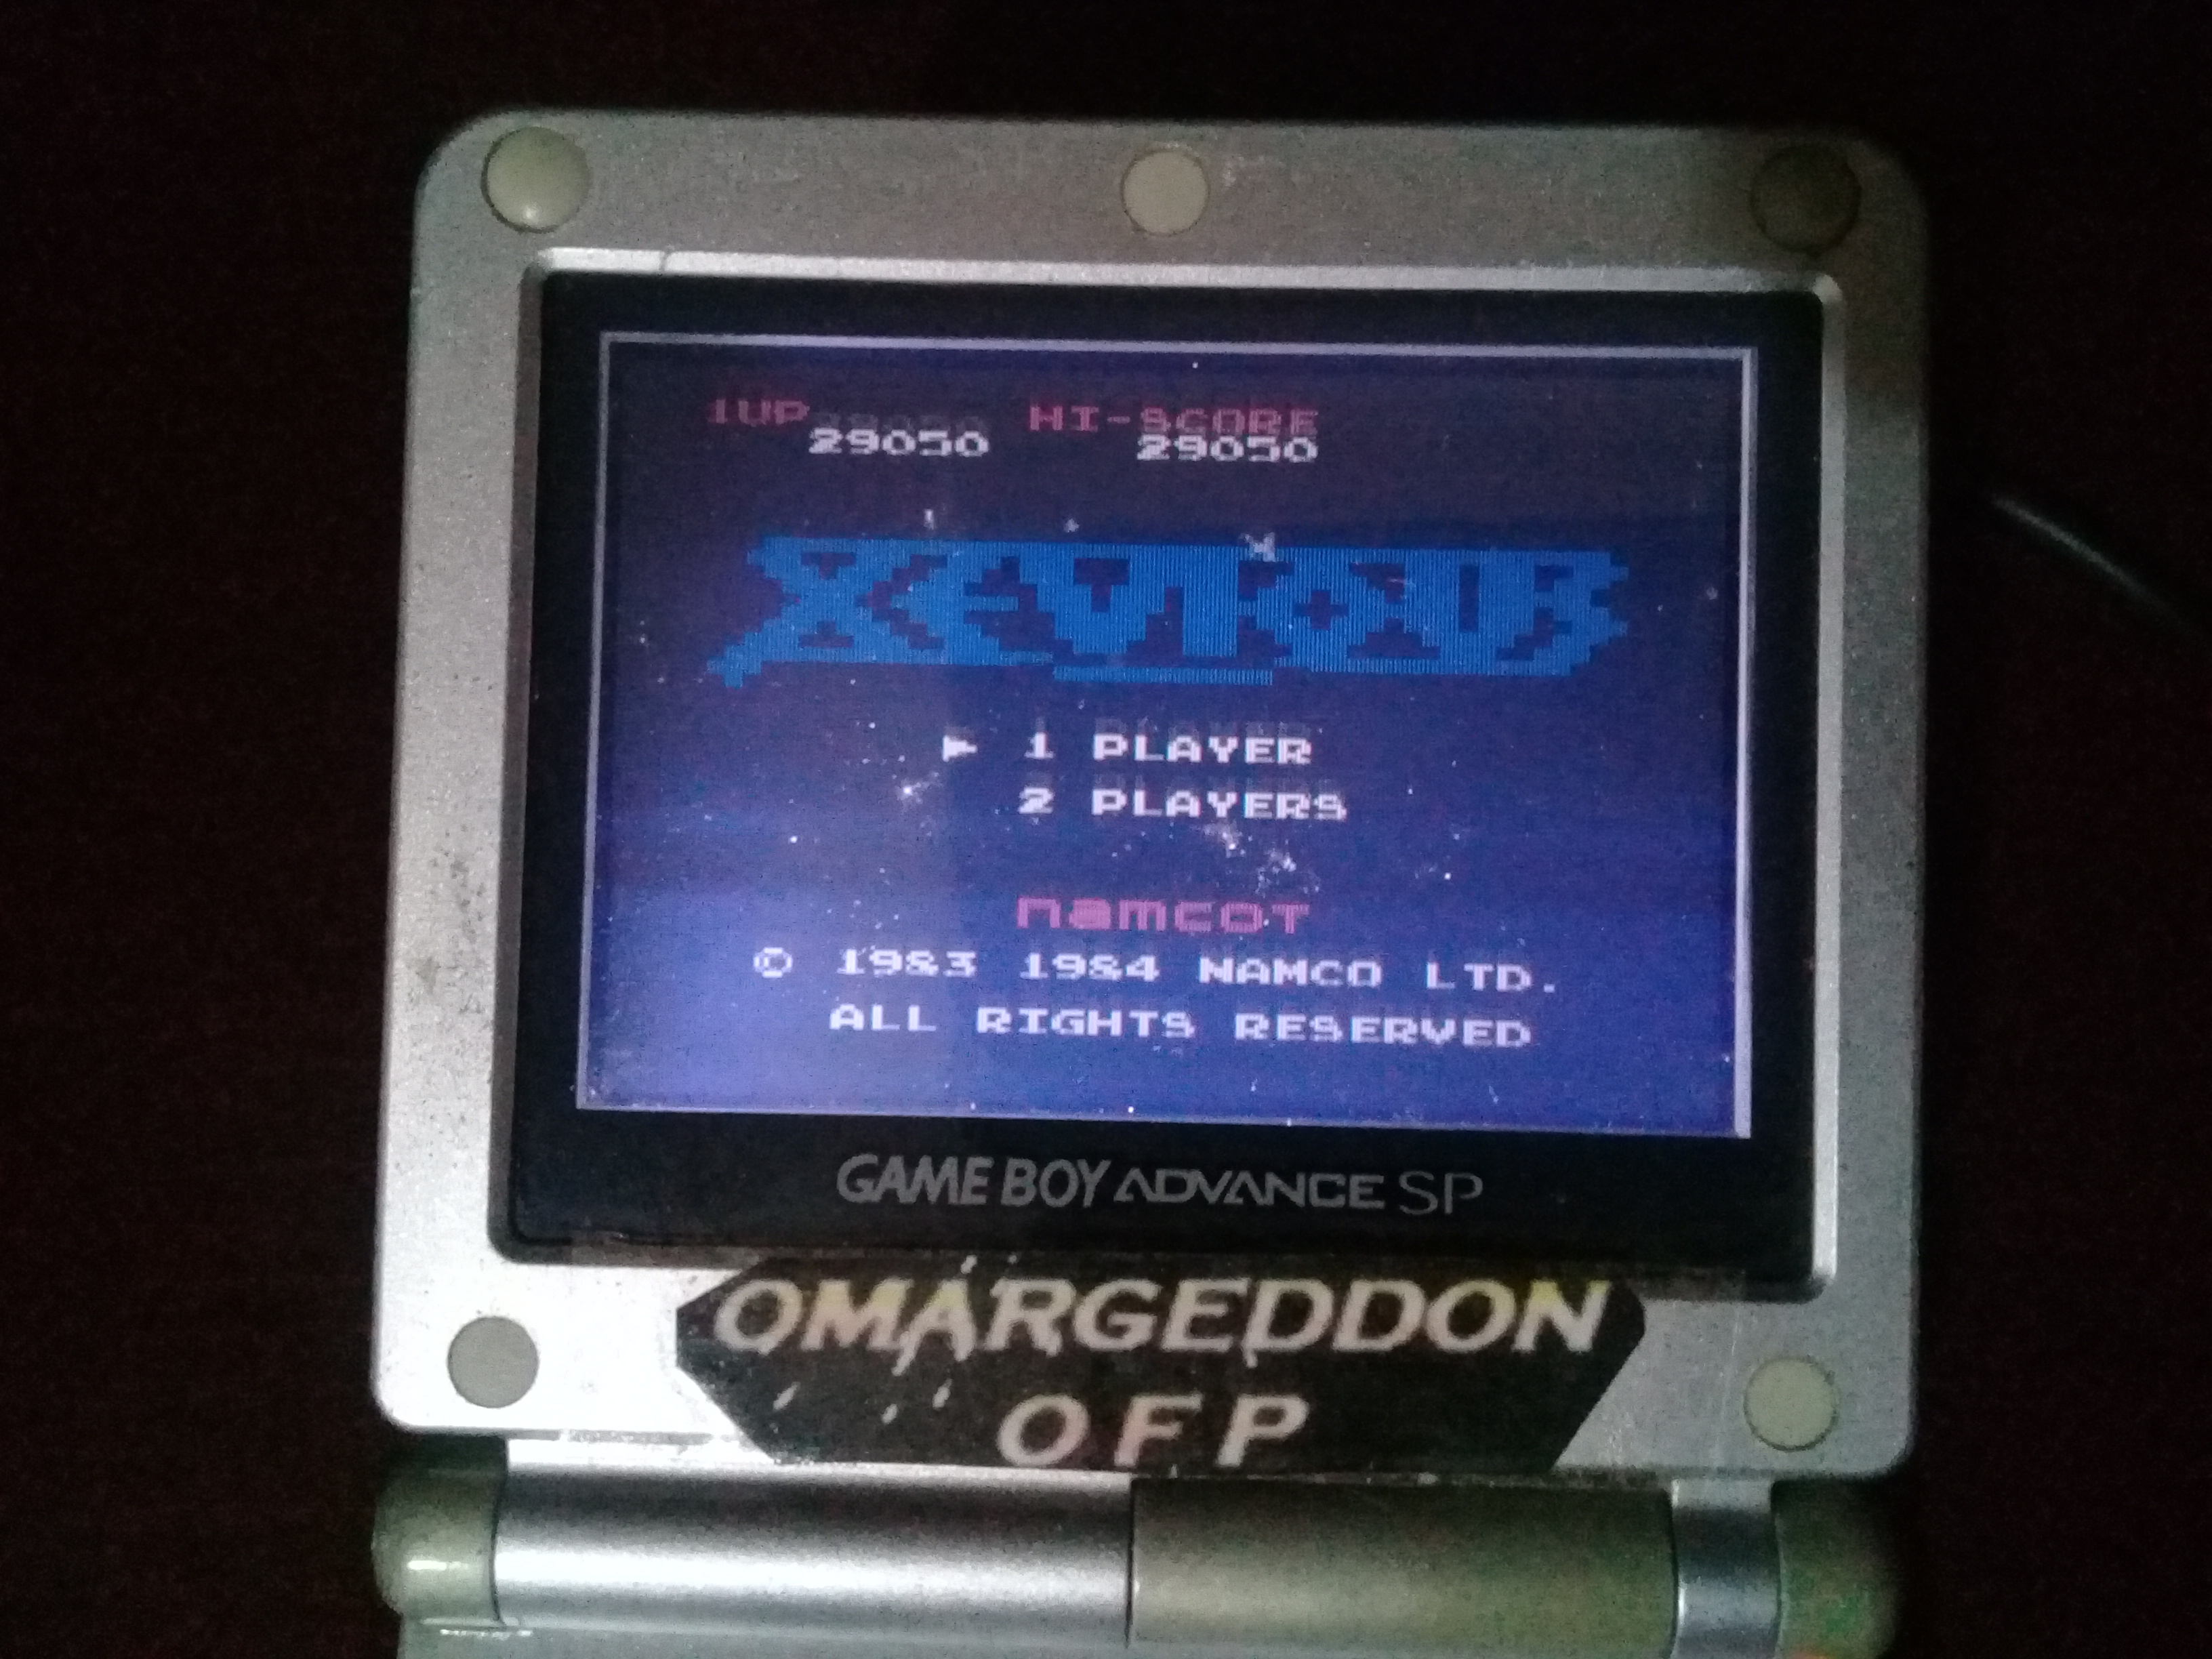 1UP HI-SCORE
29050 29050
XEVIOUS
► 1 PLAYER
2 PLAYERS
namcoT
© 1983 1984 NAMCO LTD.
ALL RIGHTS RESERVED
GAME BOY ADVANCE SP
OMARGEDDON
OFP